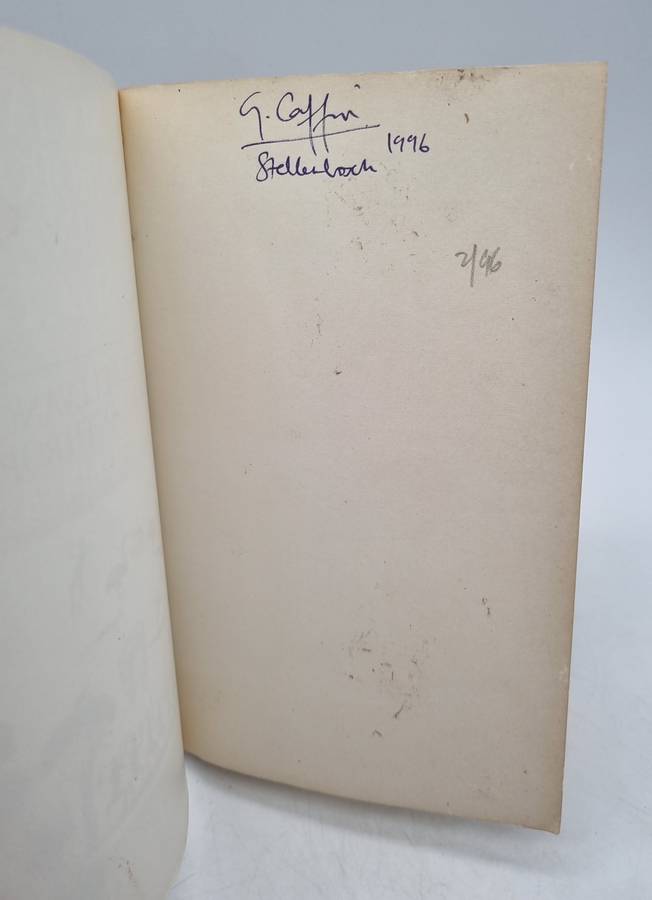 G. Caffin
Stellenbosch 1996
2/96